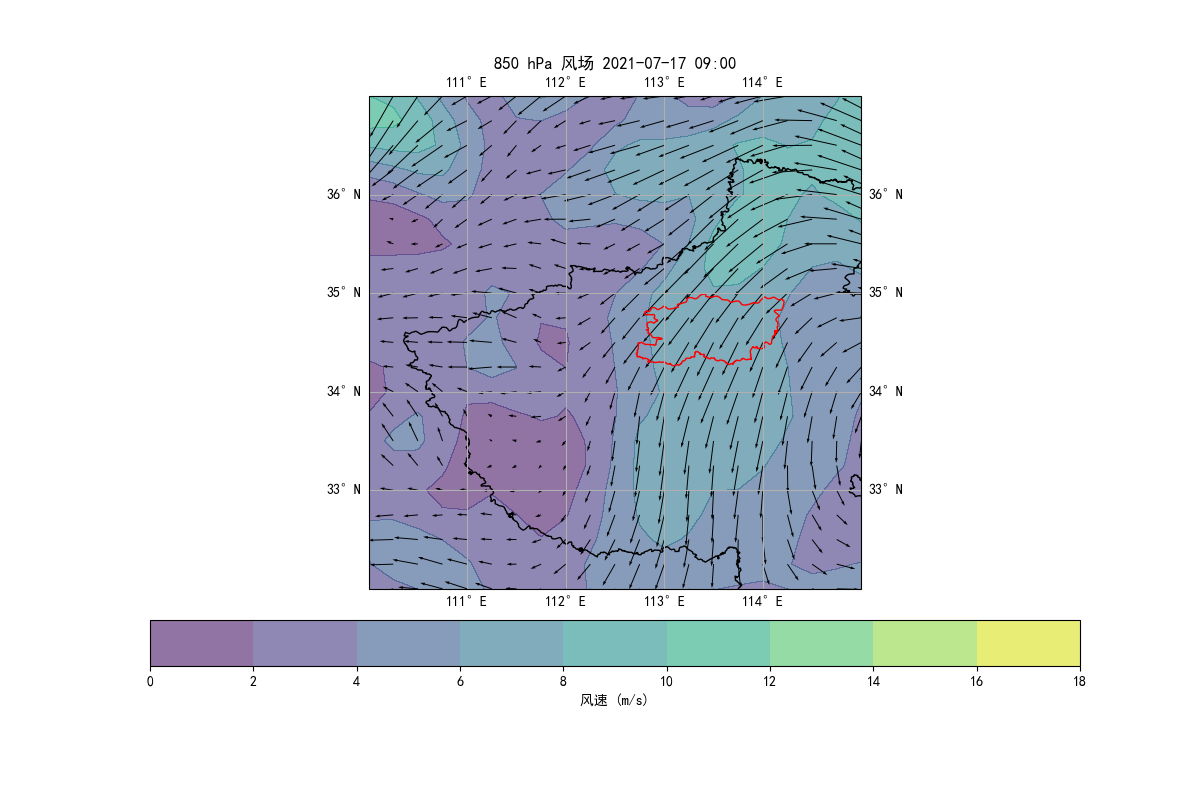 850 hPa 风场 2021-07-17 09:00
111° E 112° E 113° E 114° E
36° N 36° N
35° N 35° N
34° N 34° N
33° N 33° N
111° E 112° E 113° E 114° E
0 2 4 6 8 10 12 14 16 18
风速 (m/s)